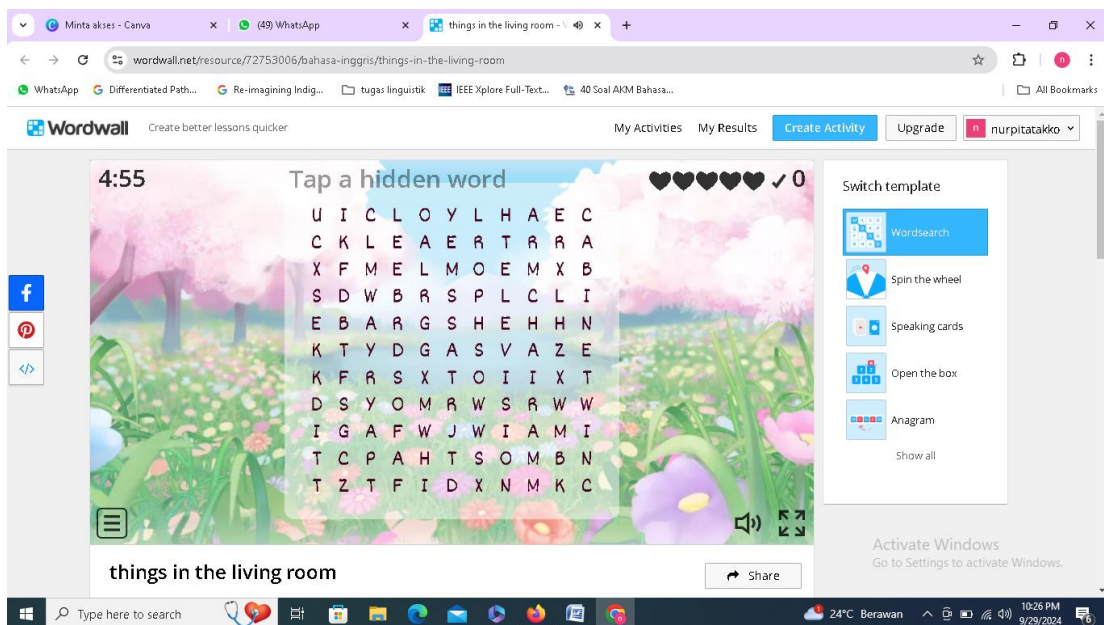 Minta akses - Canva
(49) WhatsApp
things in the living room -
wordwall.net/resource/72753006/bahasa-inggris/things-in-the-living-room
WhatsApp Differentiated Path... Re-imagining Indig... tugas linguistik IEEE Xplore Full-Text... 40 Soal AKM Bahasa... All Bookmarks
Wordwall Create better lessons quicker My Activities My Results Create Activity Upgrade n nurpitatakko
4:55 Tap a hidden word 0
U I C L O Y L H A E C
C K L E A E R T R R A
X F M E L M O E M X B
S D W B R S P L C L I
E B A R G S H E H H N
K T Y D G A S V A Z E
K F R S X T O I I X T
D S Y O M R W S R W W
I G A F W J W I A M I
T C P A H T S O M B N
T Z T F I D X N M K C
Switch template
Wordsearch
Spin the wheel
Speaking cards
Open the box
Anagram
Show all
things in the living room
Share
Activate Windows
Go to Settings to activate Windows.
Type here to search
24°C Berawan
10:26 PM
9/29/2024
6